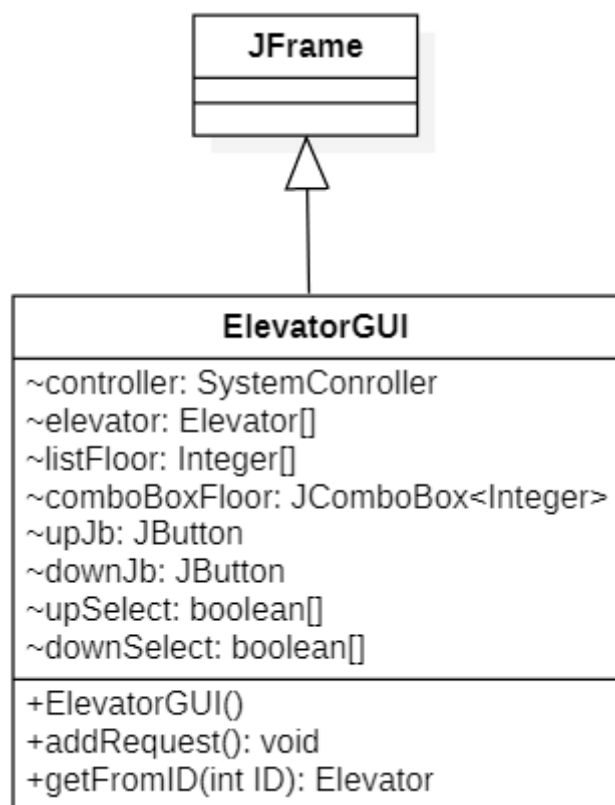 JFrame
ElevatorGUI
~controller: SystemConroller
~elevator: Elevator[]
~listFloor: Integer[]
~comboBoxFloor: JComboBox<Integer>
~upJb: JButton
~downJb: JButton
~upSelect: boolean[]
~downSelect: boolean[]
+ElevatorGUI()
+addRequest(): void
+getFromID(int ID): Elevator